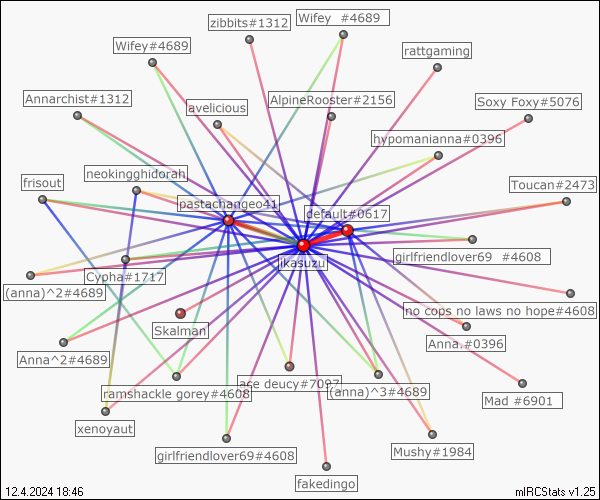 zibbits#1312
Wifey  #4689
Wifey#4689
rattgaming
Annarchist#1312
avelicious
AlpineRooster#2156
Soxy Foxy#5076
hypomanianna#0396
frisout
neokingghidorah
Toucan#2473
pastachangeo41
default#0617
ikasuzu
girlfriendlover69  #4608
Cypha#1717
(anna)^2#4689
no cops no laws no hope#4608
Skalman
Anna.#0396
Anna^2#4689
ramshackle gorey#4608
ace deucy#7097
(anna)^3#4689
Mad  #6901
xenoyaut
girlfriendlover69#4608
Mushy#1984
fakedingo
12.4.2024 18:46
mIRCStats v1.25